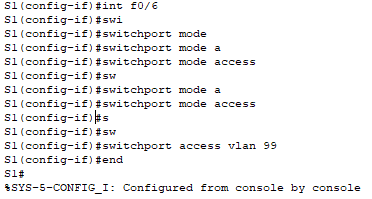 S1(config-if)#int f0/6
S1(config-if)#swi
S1(config-if)#switchport mode
S1(config-if)#switchport mode a
S1(config-if)#switchport mode access
S1(config-if)#sw
S1(config-if)#switchport mode a
S1(config-if)#switchport mode access
S1(config-if)#s
S1(config-if)#sw
S1(config-if)#switchport access vlan 99
S1(config-if)#end
S1#
%SYS-5-CONFIG_I: Configured from console by console